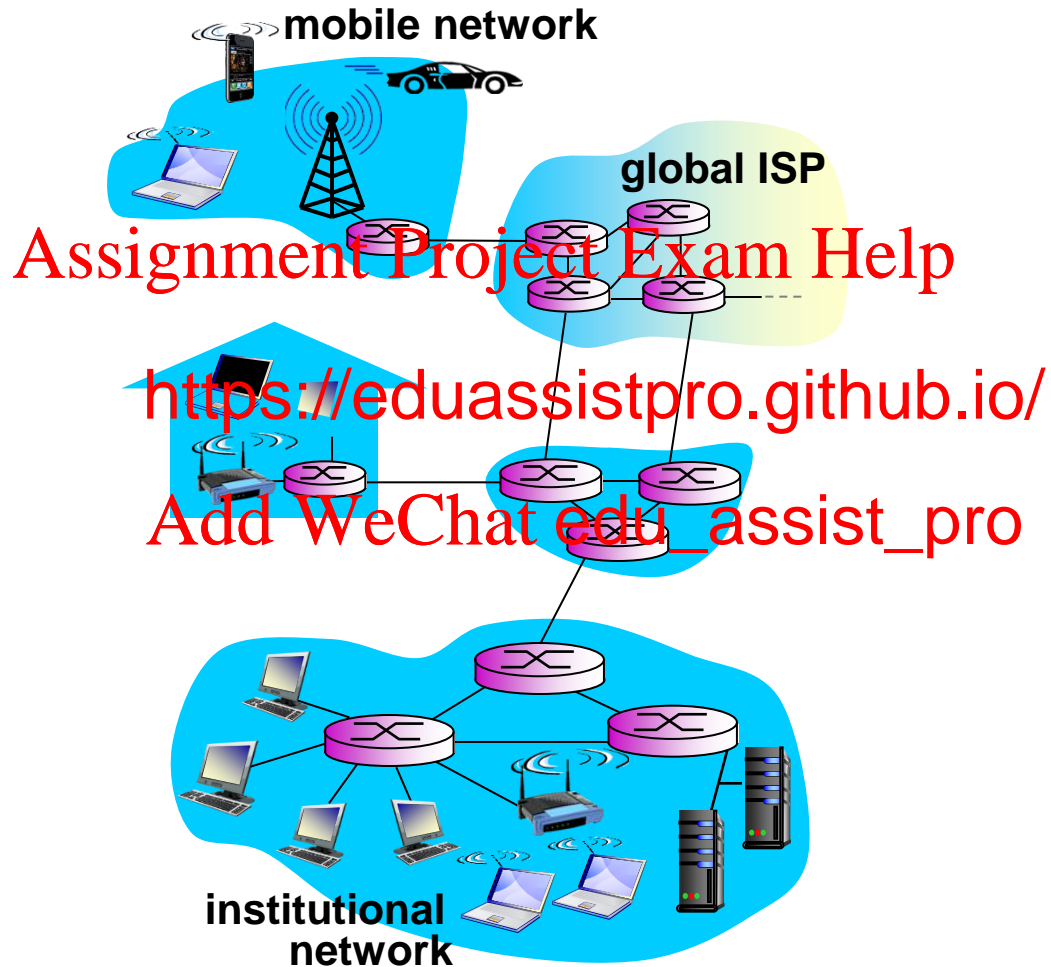 mobile network
global ISP
Assignment Project Exam Help
https://eduassistpro.github.io/
Add WeChat edu_assist_pro
institutional
network